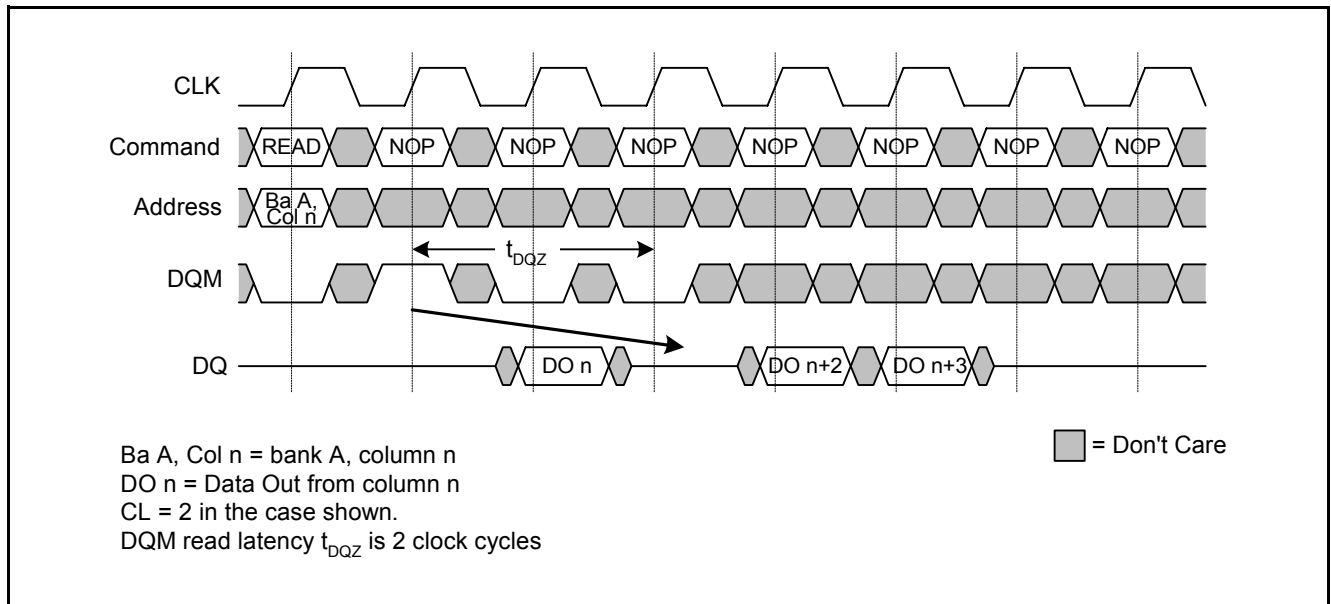 CLK
Command READ NOP NOP NOP NOP NOP NOP NOP
Address Ba A,
Col n
tDQZ
DQM
DQ DO n DO n+2 DO n+3
Ba A, Col n = bank A, column n
DO n = Data Out from column n
CL = 2 in the case shown.
DQM read latency tDQZ is 2 clock cycles
= Don't Care